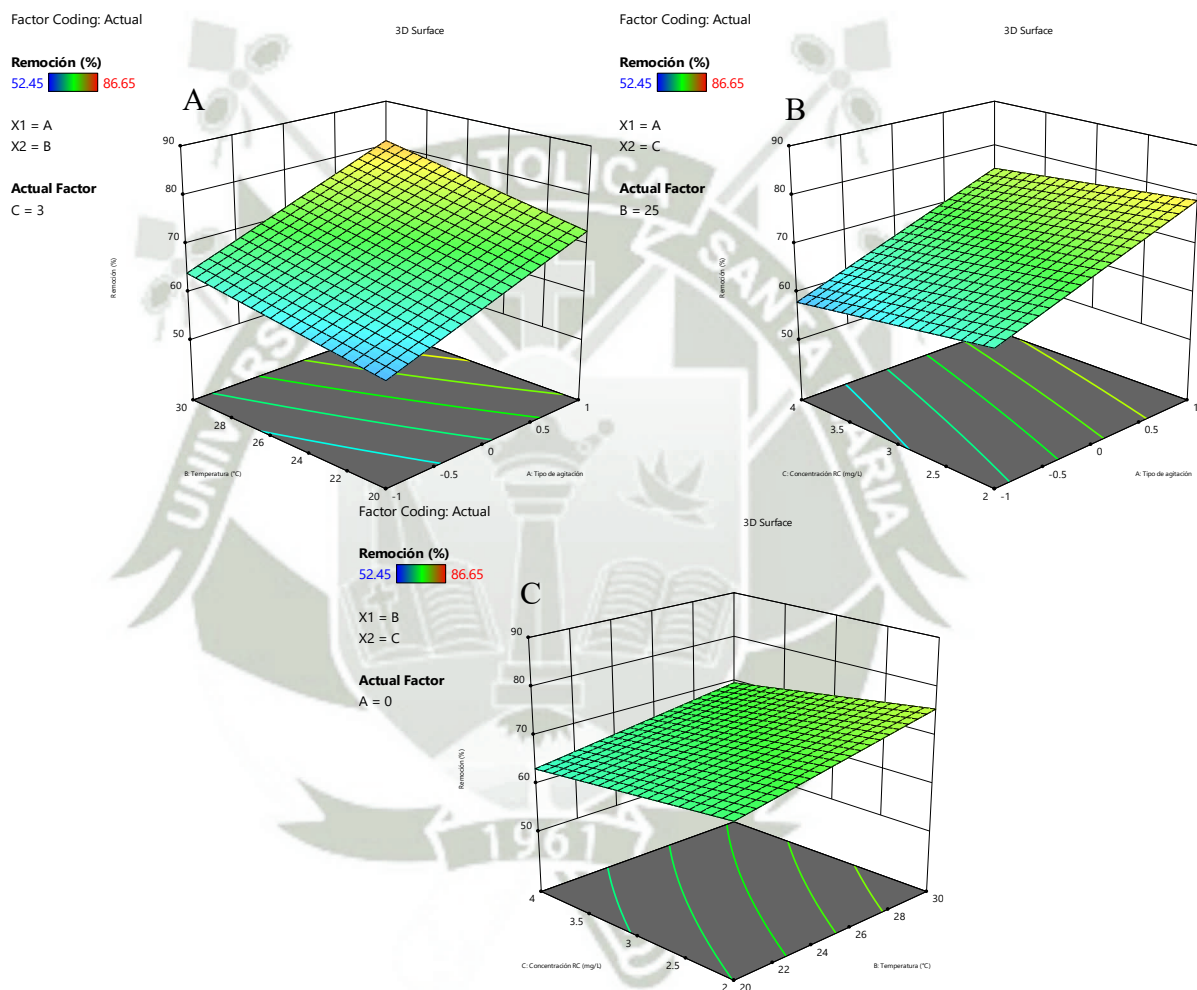 Factor Coding: Actual
3D Surface
Remoción (%)
52.45 86.65
A
X1 = A
X2 = B
Actual Factor
C = 3
90
80
70
60
50
Remoción (%)
30
28
26
24
22
20
B: Temperatura (°C)
-1
-0.5
0
0.5
1
A: Tipo de agitación
Factor Coding: Actual
3D Surface
Remoción (%)
52.45 86.65
B
X1 = A
X2 = C
Actual Factor
B = 25
90
80
70
60
50
Remoción (%)
4
3.5
3
2.5
2
C: Concentración RC (mg/L)
-1
-0.5
0
0.5
1
A: Tipo de agitación
Factor Coding: Actual
3D Surface
Remoción (%)
52.45 86.65
C
X1 = B
X2 = C
Actual Factor
A = 0
90
80
70
60
50
Remoción (%)
4
3.5
3
2.5
2
C: Concentración RC (mg/L)
20
22
24
26
28
30
B: Temperatura (°C)
1961